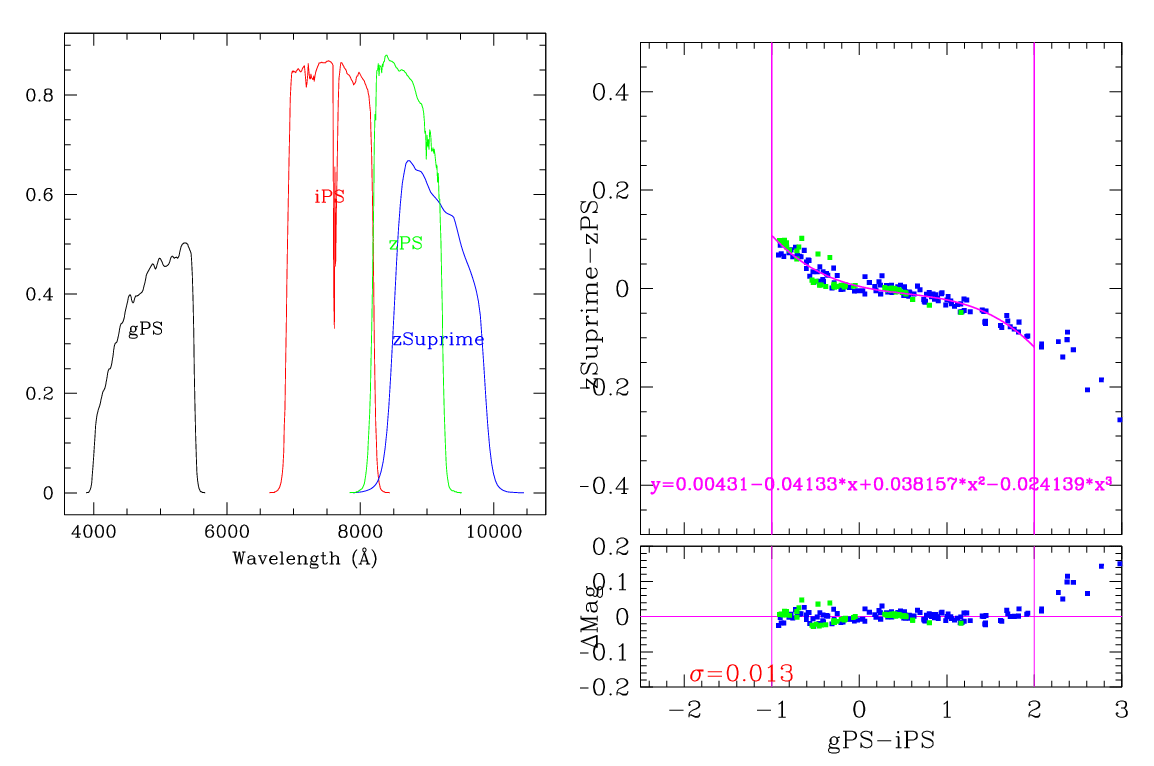 0.8
0.6
0.4
0.2
0
gPS
iPS
zPS
zSuprime
4000 6000 8000 10000
Wavelength (Å)
0.4
0.2
0
-0.2
-0.4
zSuprime−zPS
y=0.00431−0.04133*x+0.038157*x²−0.024139*x³
0.2
0.1
0
-0.1
-0.2
ΔMag
σ=0.013
−2 −1 0 1 2 3
gPS−iPS